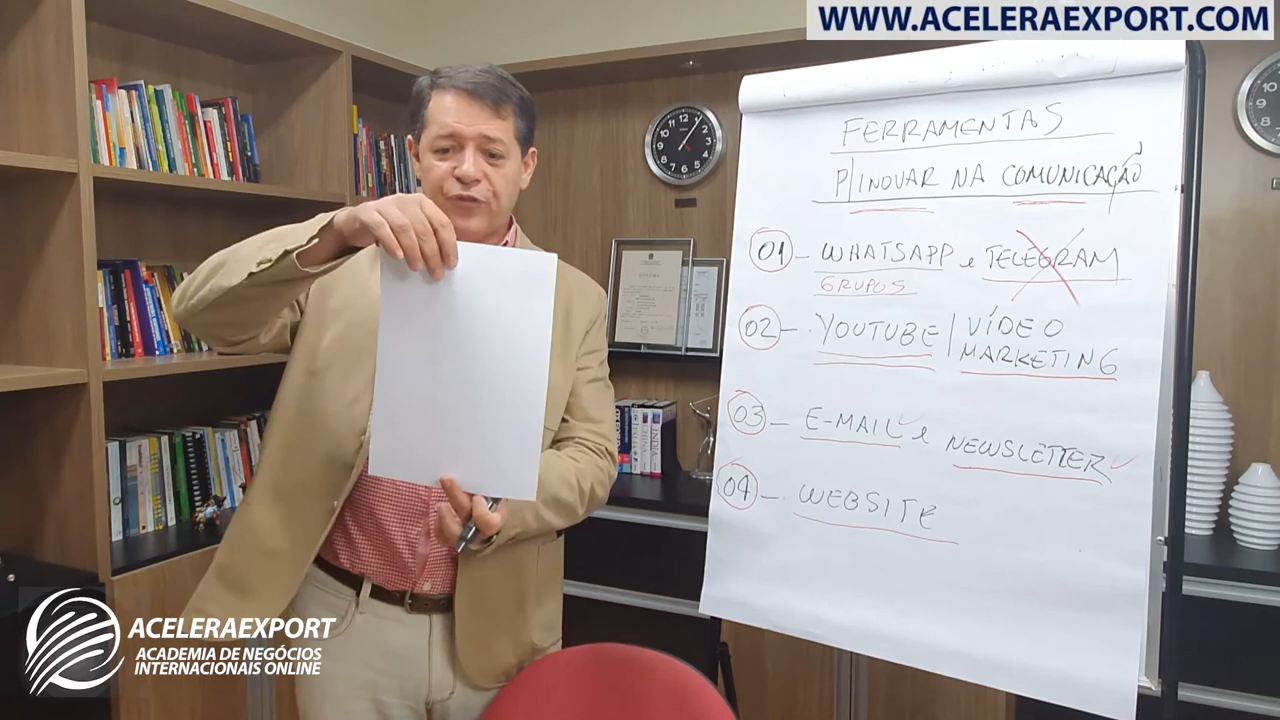 WWW.ACELERAEXPORT.COM
FERRAMENTAS
P/ INOVAR NA COMUNICAÇÃO
01 - WHATSAPP e TELEGRAM
GRUPOS
02 - YOUTUBE / VÍDEO
MARKETING
03 - E-MAIL e NEWSLETTER
04 - WEBSITE
ACELERAEXPORT
ACADEMIA DE NEGÓCIOS
INTERNACIONAIS ONLINE